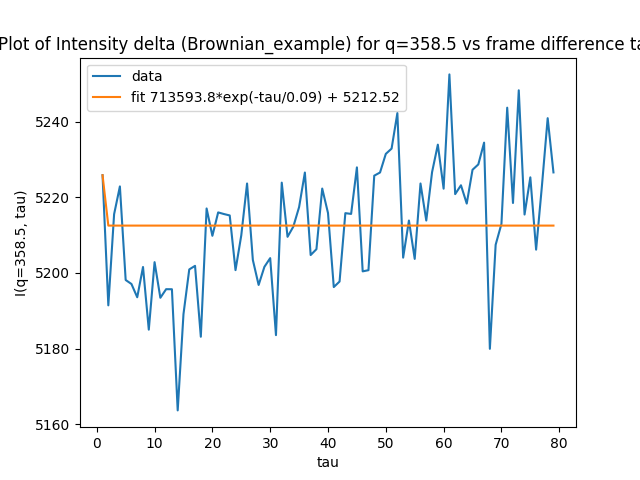 Plot of Intensity delta (Brownian_example) for q=358.5 vs frame difference ta
data
fit 713593.8*exp(-tau/0.09) + 5212.52
5240
5220
5200
5180
5160
I(q=358.5, tau)
0 10 20 30 40 50 60 70 80
tau